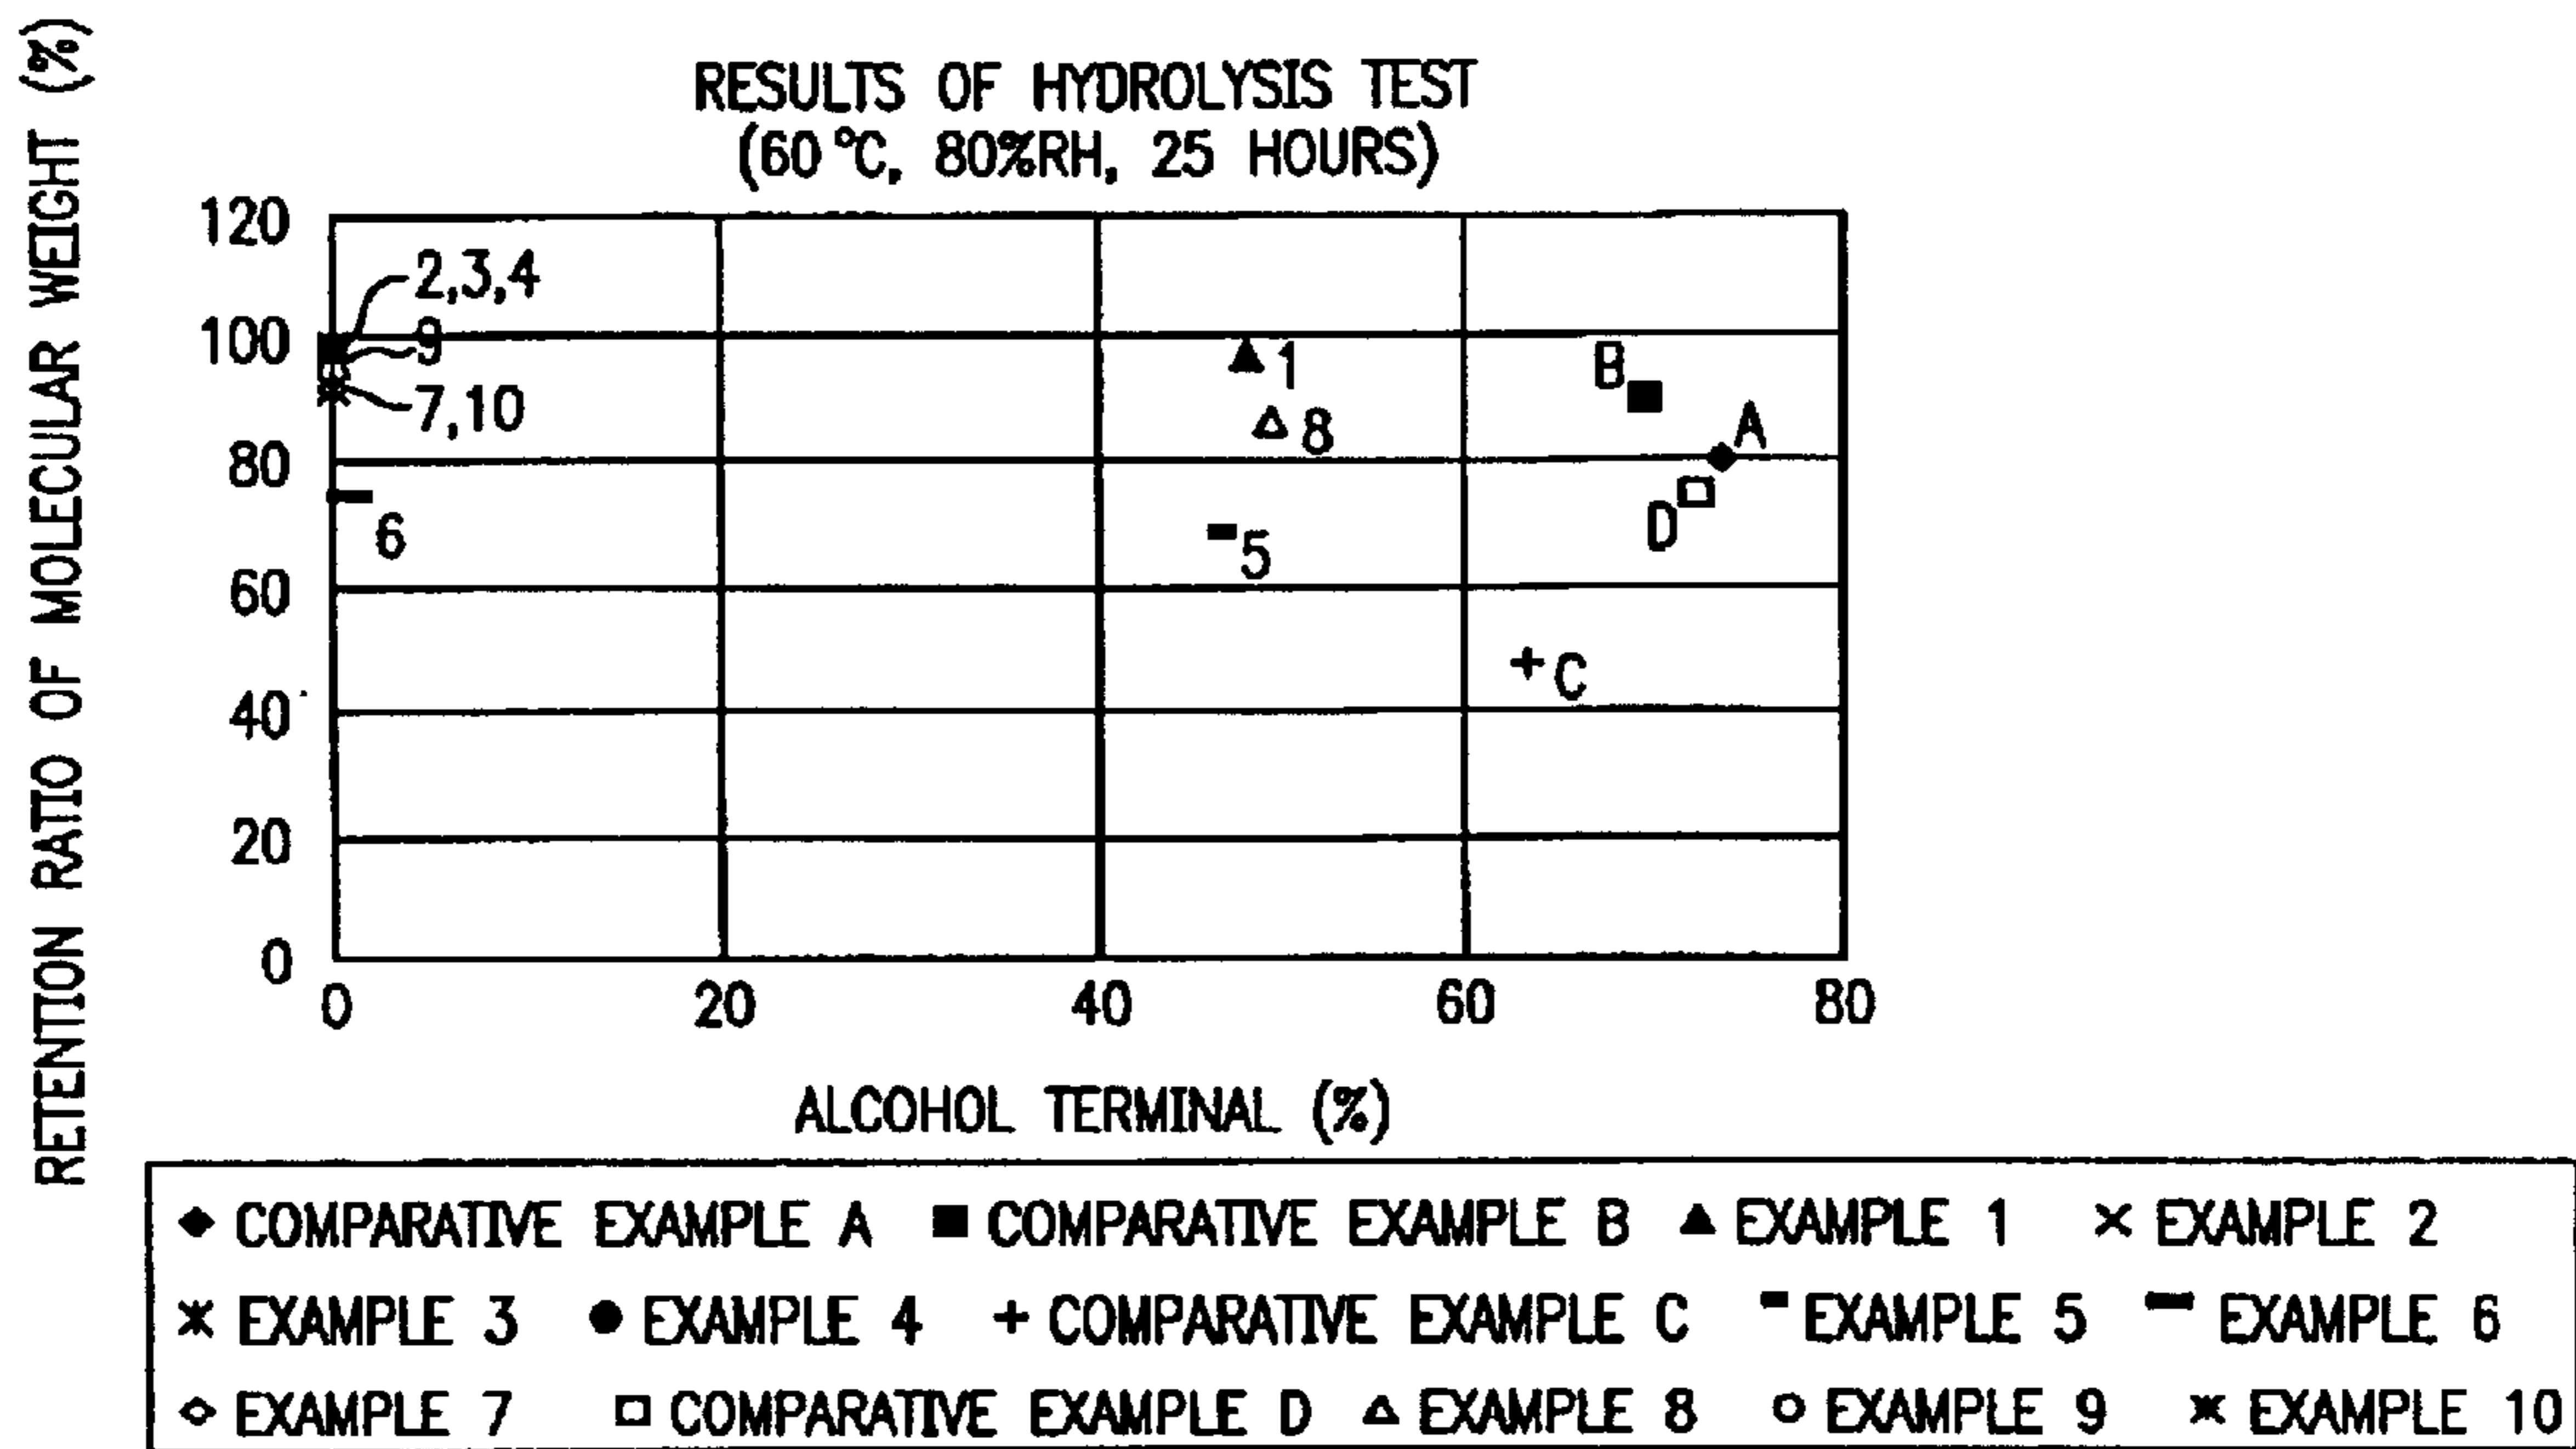 RESULTS OF HYDROLYSIS TEST
(60 °C, 80%RH, 25 HOURS)
RETENTION RATIO OF MOLECULAR WEIGHT (%)
120
100
80
60
40
20
0
2,3,4
9
7,10
6
1
8
5
B
A
D
C
0 20 40 60 80
ALCOHOL TERMINAL (%)
COMPARATIVE EXAMPLE A COMPARATIVE EXAMPLE B EXAMPLE 1 EXAMPLE 2
EXAMPLE 3 EXAMPLE 4 COMPARATIVE EXAMPLE C EXAMPLE 5 EXAMPLE 6
EXAMPLE 7 COMPARATIVE EXAMPLE D EXAMPLE 8 EXAMPLE 9 EXAMPLE 10